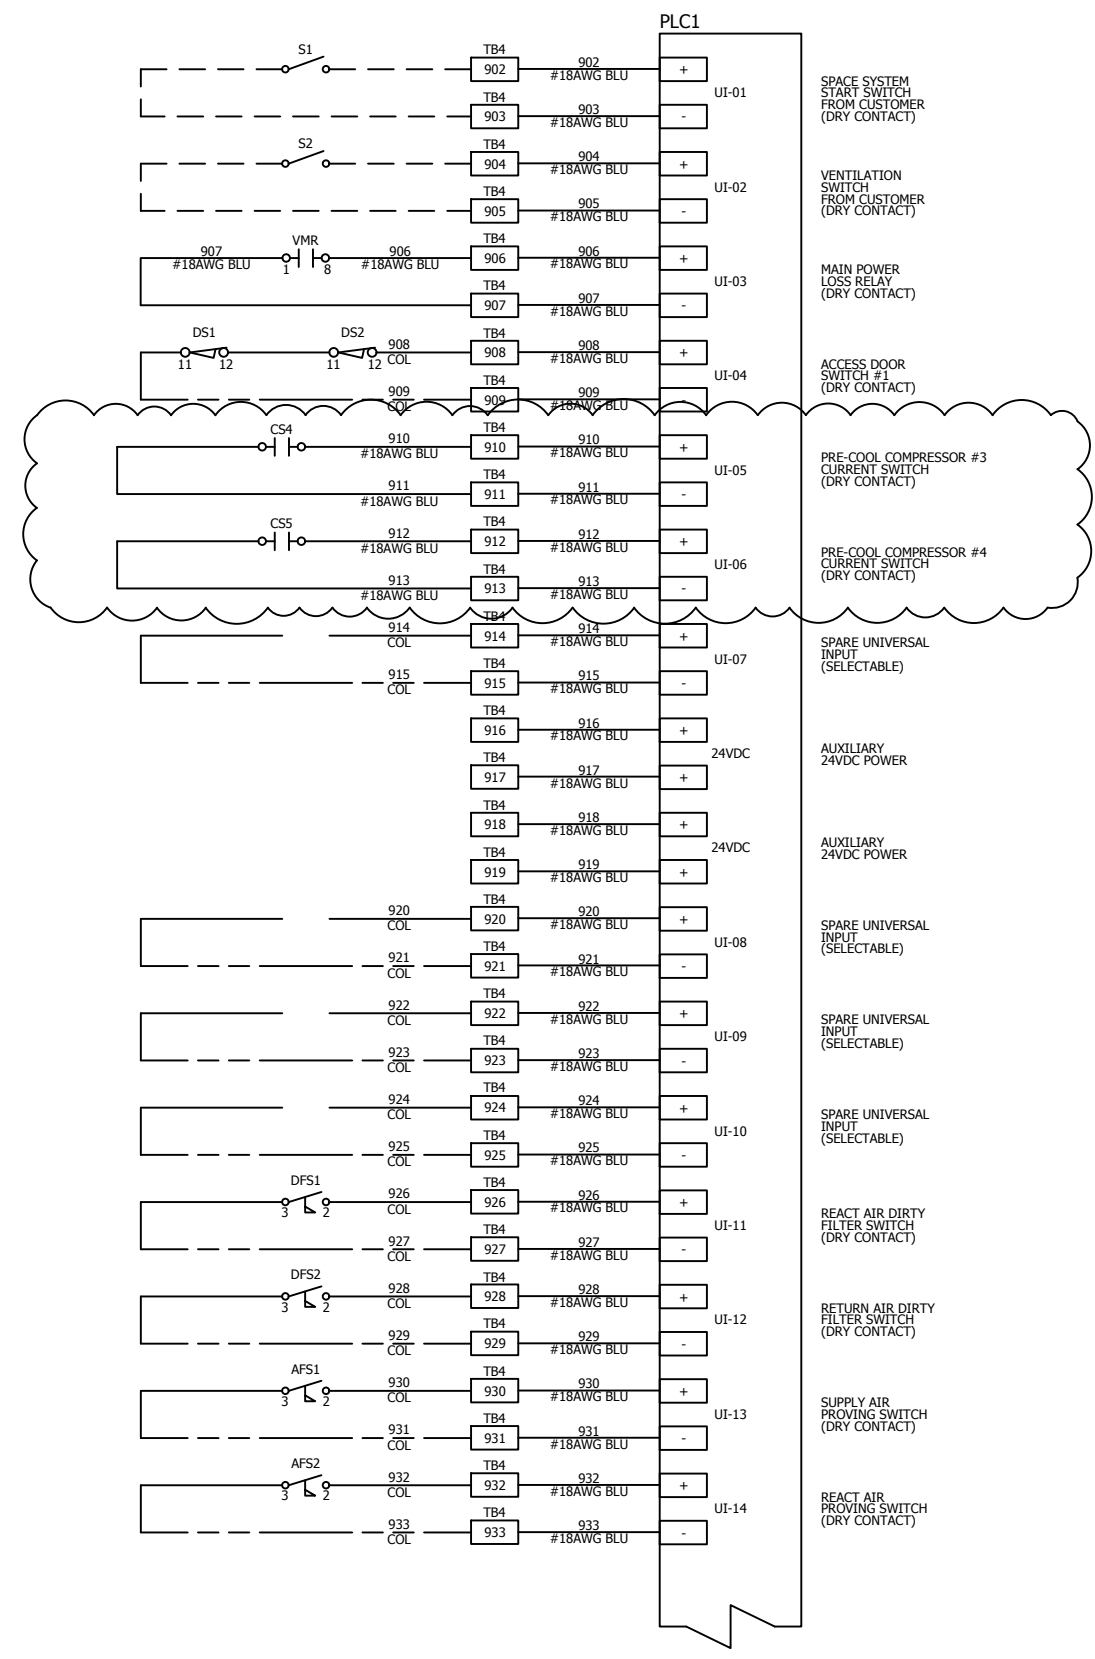 PLC1
S1
TB4
902
902
#18AWG BLU
+
UI-01
SPACE SYSTEM
START SWITCH
FROM CUSTOMER
(DRY CONTACT)
TB4
903
903
#18AWG BLU
-
S2
TB4
904
904
#18AWG BLU
+
UI-02
VENTILATION
SWITCH
FROM CUSTOMER
(DRY CONTACT)
TB4
905
905
#18AWG BLU
-
907
#18AWG BLU
VMR
1 8
906
#18AWG BLU
TB4
906
906
#18AWG BLU
+
UI-03
MAIN POWER
LOSS RELAY
(DRY CONTACT)
TB4
907
907
#18AWG BLU
-
DS1
11 12
DS2
11 12
908
COL
TB4
908
908
#18AWG BLU
+
UI-04
ACCESS DOOR
SWITCH #1
(DRY CONTACT)
909
COL
TB4
909
909
#18AWG BLU
-
CS4
910
#18AWG BLU
TB4
910
910
#18AWG BLU
+
UI-05
PRE-COOL COMPRESSOR #3
CURRENT SWITCH
(DRY CONTACT)
911
#18AWG BLU
TB4
911
911
#18AWG BLU
-
CS5
912
#18AWG BLU
TB4
912
912
#18AWG BLU
+
UI-06
PRE-COOL COMPRESSOR #4
CURRENT SWITCH
(DRY CONTACT)
913
#18AWG BLU
TB4
913
913
#18AWG BLU
-
914
COL
TB4
914
914
#18AWG BLU
+
UI-07
SPARE UNIVERSAL
INPUT
(SELECTABLE)
915
COL
TB4
915
915
#18AWG BLU
-
TB4
916
916
#18AWG BLU
+
24VDC
AUXILIARY
24VDC POWER
TB4
917
917
#18AWG BLU
+
TB4
918
918
#18AWG BLU
+
24VDC
AUXILIARY
24VDC POWER
TB4
919
919
#18AWG BLU
+
920
COL
TB4
920
920
#18AWG BLU
+
UI-08
SPARE UNIVERSAL
INPUT
(SELECTABLE)
921
COL
TB4
921
921
#18AWG BLU
-
922
COL
TB4
922
922
#18AWG BLU
+
UI-09
SPARE UNIVERSAL
INPUT
(SELECTABLE)
923
COL
TB4
923
923
#18AWG BLU
-
924
COL
TB4
924
924
#18AWG BLU
+
UI-10
SPARE UNIVERSAL
INPUT
(SELECTABLE)
925
COL
TB4
925
925
#18AWG BLU
-
DFS1
3 2
926
COL
TB4
926
926
#18AWG BLU
+
UI-11
REACT AIR DIRTY
FILTER SWITCH
(DRY CONTACT)
927
COL
TB4
927
927
#18AWG BLU
-
DFS2
3 2
928
COL
TB4
928
928
#18AWG BLU
+
UI-12
RETURN AIR DIRTY
FILTER SWITCH
(DRY CONTACT)
929
COL
TB4
929
929
#18AWG BLU
-
AFS1
3 2
930
COL
TB4
930
930
#18AWG BLU
+
UI-13
SUPPLY AIR
PROVING SWITCH
(DRY CONTACT)
931
COL
TB4
931
931
#18AWG BLU
-
AFS2
3 2
932
COL
TB4
932
932
#18AWG BLU
+
UI-14
REACT AIR
PROVING SWITCH
(DRY CONTACT)
933
COL
TB4
933
933
#18AWG BLU
-